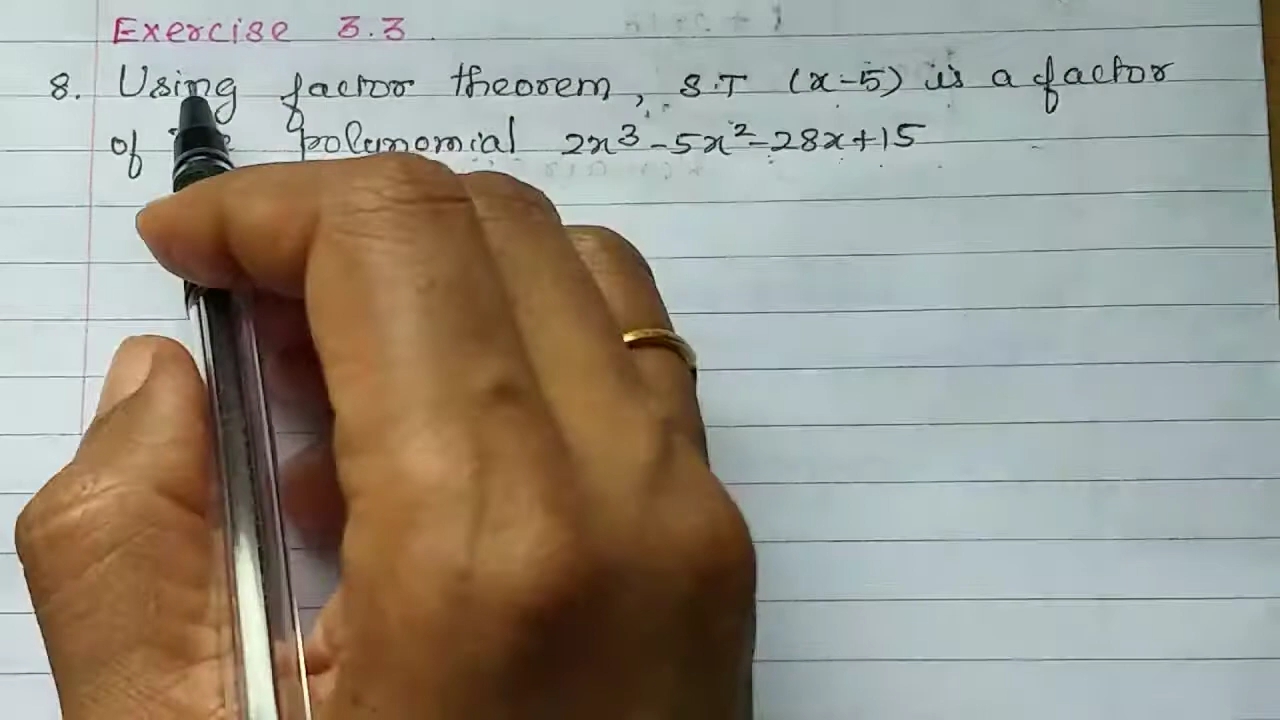 Exercise 3.3.
8. Using factor theorem, S.T (x-5) is a factor
of polynomial 2x³-5x²-28x+15